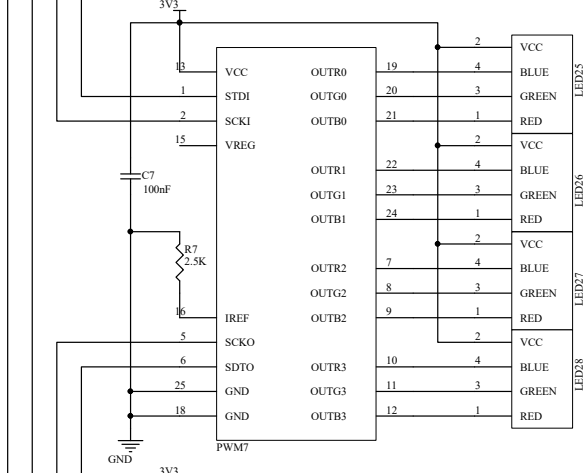 3V3
13 VCC OUTR0 19
1 STDI OUTG0 20
2 SCKI OUTB0 21
15 VREG
OUTR1 22
OUTG1 23
OUTB1 24
OUTR2 7
OUTG2 8
16 IREF OUTB2 9
5 SCKO
6 SDTO OUTR3 10
25 GND OUTG3 11
18 GND OUTB3 12
PWM7
C7
100nF
R7
2.5K
GND
3V3
2 VCC
4 BLUE
3 GREEN
1 RED
LED25
2 VCC
4 BLUE
3 GREEN
1 RED
LED26
2 VCC
4 BLUE
3 GREEN
1 RED
LED27
2 VCC
4 BLUE
3 GREEN
1 RED
LED28